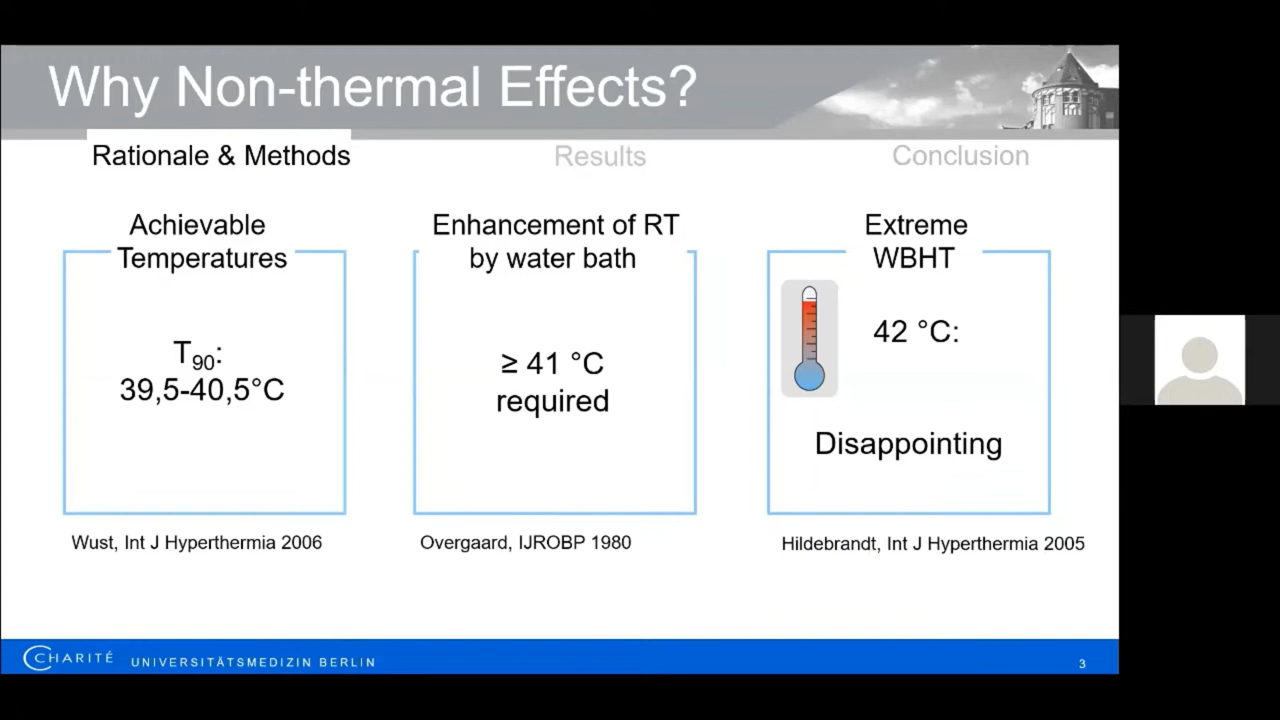 Why Non-thermal Effects?
Rationale & Methods
Results
Conclusion
Achievable
Temperatures
T90:
39,5-40,5°C
Wust, Int J Hyperthermia 2006
Enhancement of RT
by water bath
≥ 41 °C
required
Overgaard, IJROBP 1980
Extreme
WBHT
42 °C:
Disappointing
Hildebrandt, Int J Hyperthermia 2005
CHARITÉ UNIVERSITÄTSMEDIZIN BERLIN
3